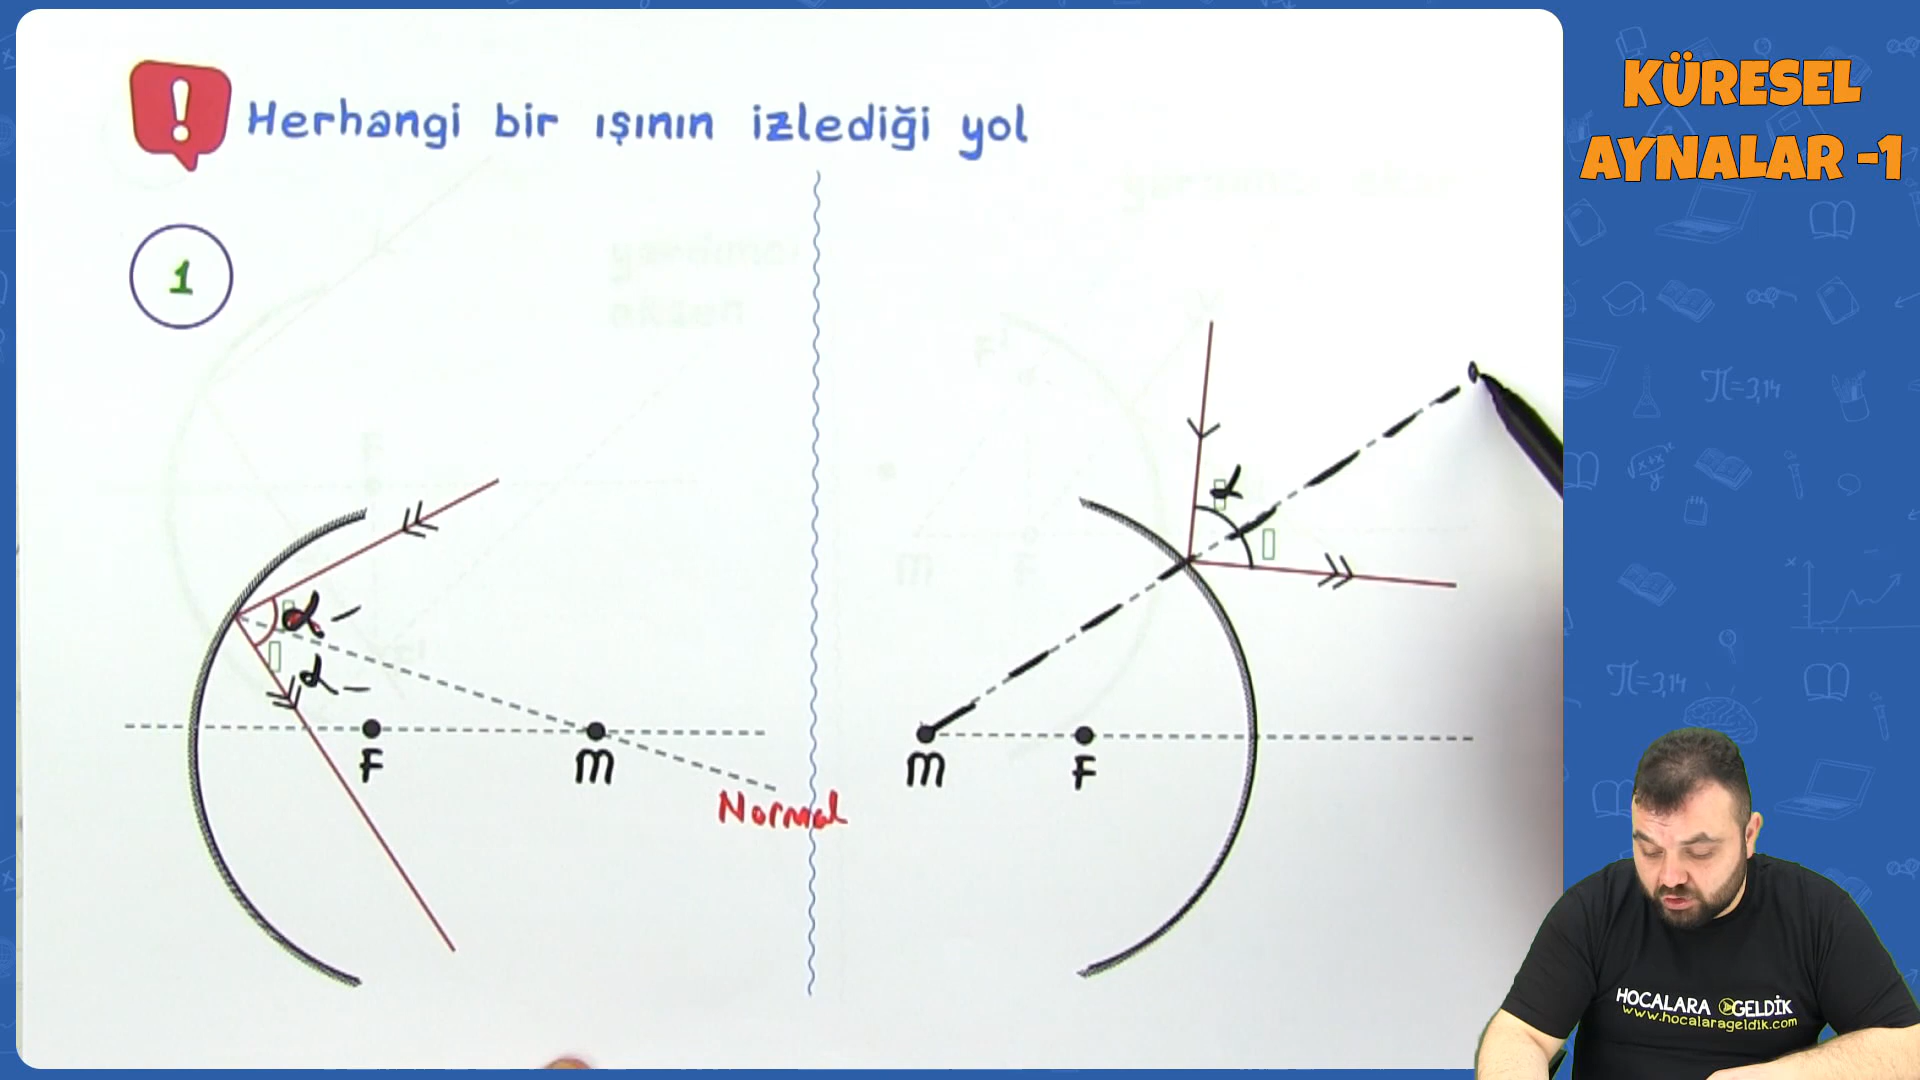 Herhangi bir ışının izlediği yol
1
α
α
α
F
M
Normal
M
F
KÜRESEL
AYNALAR -1
π=3,14
π=3,14
HOCALARA GELDİK
www.hocalarageldik.com